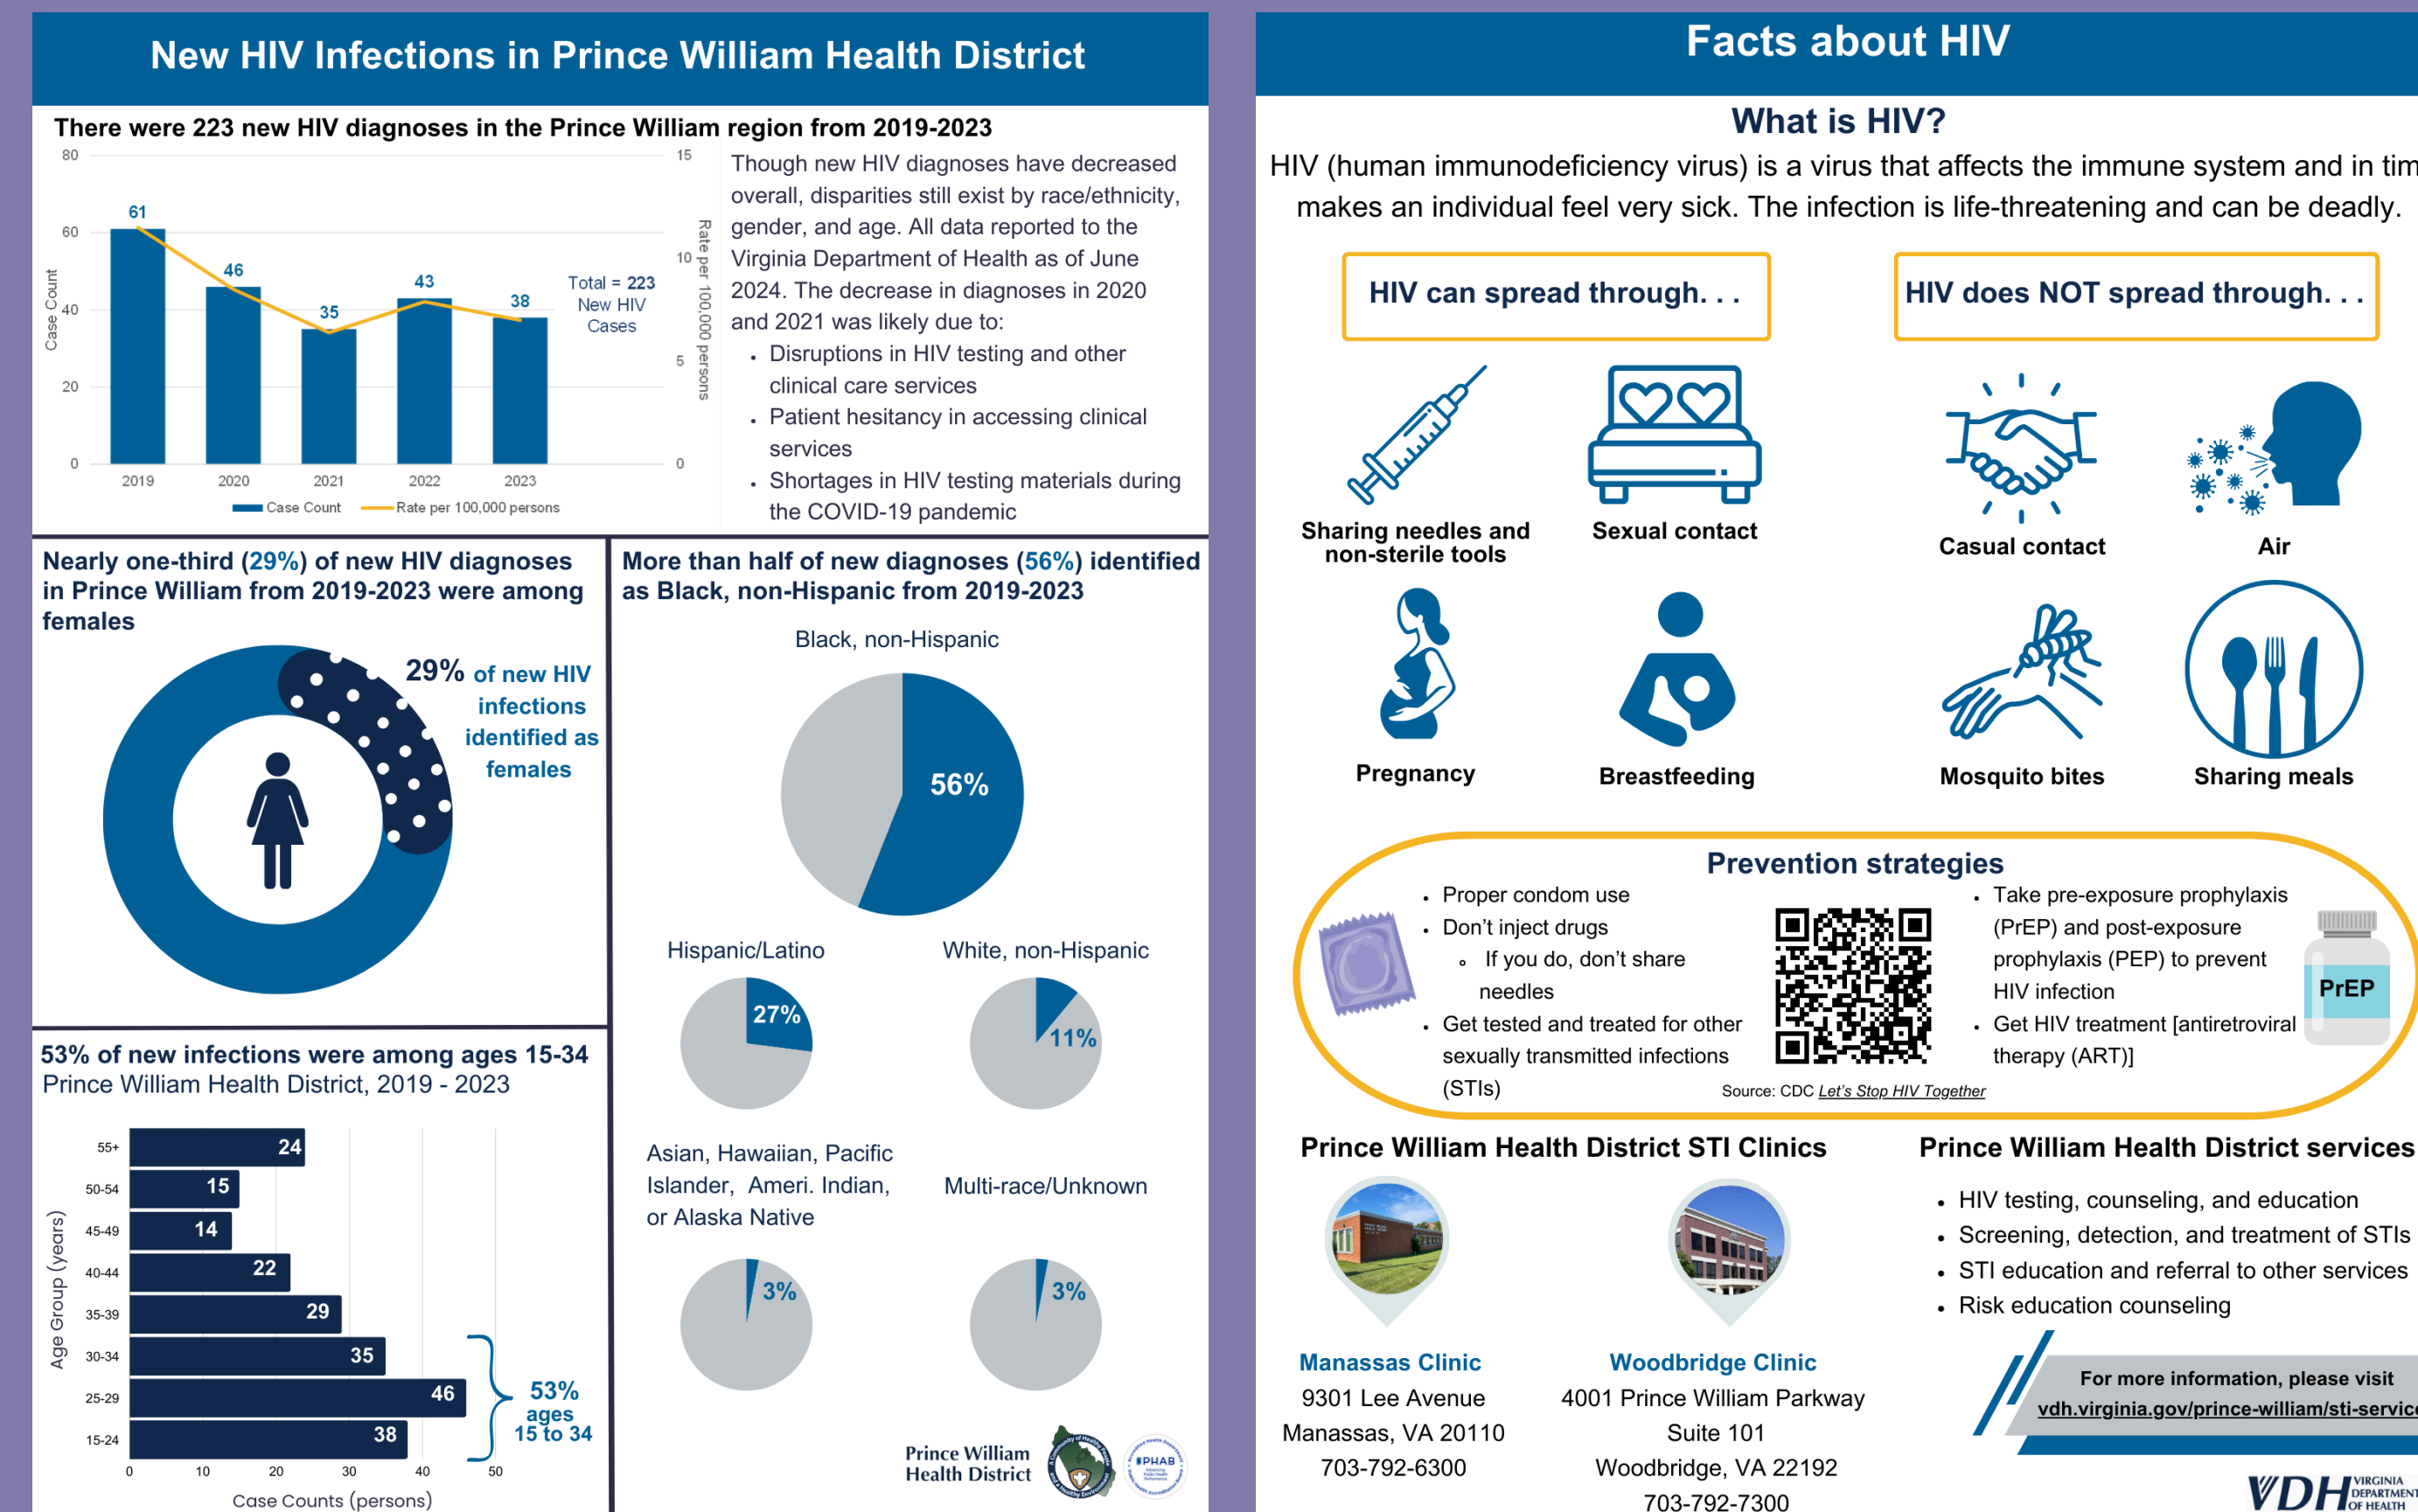 New HIV Infections in Prince William Health District
There were 223 new HIV diagnoses in the Prince William region from 2019-2023
80
60
40
20
0
Case Count
61
46
35
43
38
2019
2020
2021
2022
2023
Total = 223
New HIV
Cases
15
10
5
0
Rate per 100,000 persons
Case Count
Rate per 100,000 persons
Though new HIV diagnoses have decreased
overall, disparities still exist by race/ethnicity,
gender, and age. All data reported to the
Virginia Department of Health as of June
2024. The decrease in diagnoses in 2020
and 2021 was likely due to:
• Disruptions in HIV testing and other
clinical care services
• Patient hesitancy in accessing clinical
services
• Shortages in HIV testing materials during
the COVID-19 pandemic
Nearly one-third (29%) of new HIV diagnoses
in Prince William from 2019-2023 were among
females
29% of new HIV
infections
identified as
females
53% of new infections were among ages 15-34
Prince William Health District, 2019 - 2023
Age Group (years)
55+
24
50-54
15
45-49
14
40-44
22
35-39
29
30-34
35
25-29
46
15-24
38
53%
ages
15 to 34
0
10
20
30
40
50
Case Counts (persons)
More than half of new diagnoses (56%) identified
as Black, non-Hispanic from 2019-2023
Black, non-Hispanic
56%
Hispanic/Latino
27%
White, non-Hispanic
11%
Asian, Hawaiian, Pacific
Islander, Ameri. Indian,
or Alaska Native
3%
Multi-race/Unknown
3%
Prince William
Health District
PHAB
Facts about HIV
What is HIV?
HIV (human immunodeficiency virus) is a virus that affects the immune system and in tim
makes an individual feel very sick. The infection is life-threatening and can be deadly.
HIV can spread through. . .
Sharing needles and
non-sterile tools
Sexual contact
Pregnancy
Breastfeeding
HIV does NOT spread through. . .
Casual contact
Air
Mosquito bites
Sharing meals
Prevention strategies
• Proper condom use
• Don't inject drugs
◦ If you do, don't share
needles
• Get tested and treated for other
sexually transmitted infections
(STIs)
• Take pre-exposure prophylaxis
(PrEP) and post-exposure
prophylaxis (PEP) to prevent
HIV infection
• Get HIV treatment [antiretroviral
therapy (ART)]
PrEP
Source: CDC Let's Stop HIV Together
Prince William Health District STI Clinics
Manassas Clinic
9301 Lee Avenue
Manassas, VA 20110
703-792-6300
Woodbridge Clinic
4001 Prince William Parkway
Suite 101
Woodbridge, VA 22192
703-792-7300
Prince William Health District services
• HIV testing, counseling, and education
• Screening, detection, and treatment of STIs
• STI education and referral to other services
• Risk education counseling
For more information, please visit
vdh.virginia.gov/prince-william/sti-servic
VDH VIRGINIA
DEPARTMENT
OF HEALTH